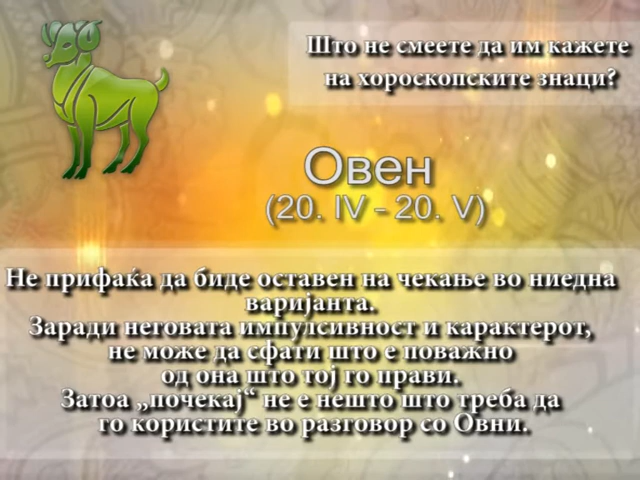 Што не смеете да им кажете
на хороскопските знаци?
Овен
(20. IV - 20. V)
Не прифаќа да биде оставен на чекање во ниедна
варијанта.
Заради неговата импулсивност и карактерот,
не може да сфати што е поважно
од она што тој го прави.
Затоа „почекај“ не е нешто што треба да
го користите во разговор со Овни.